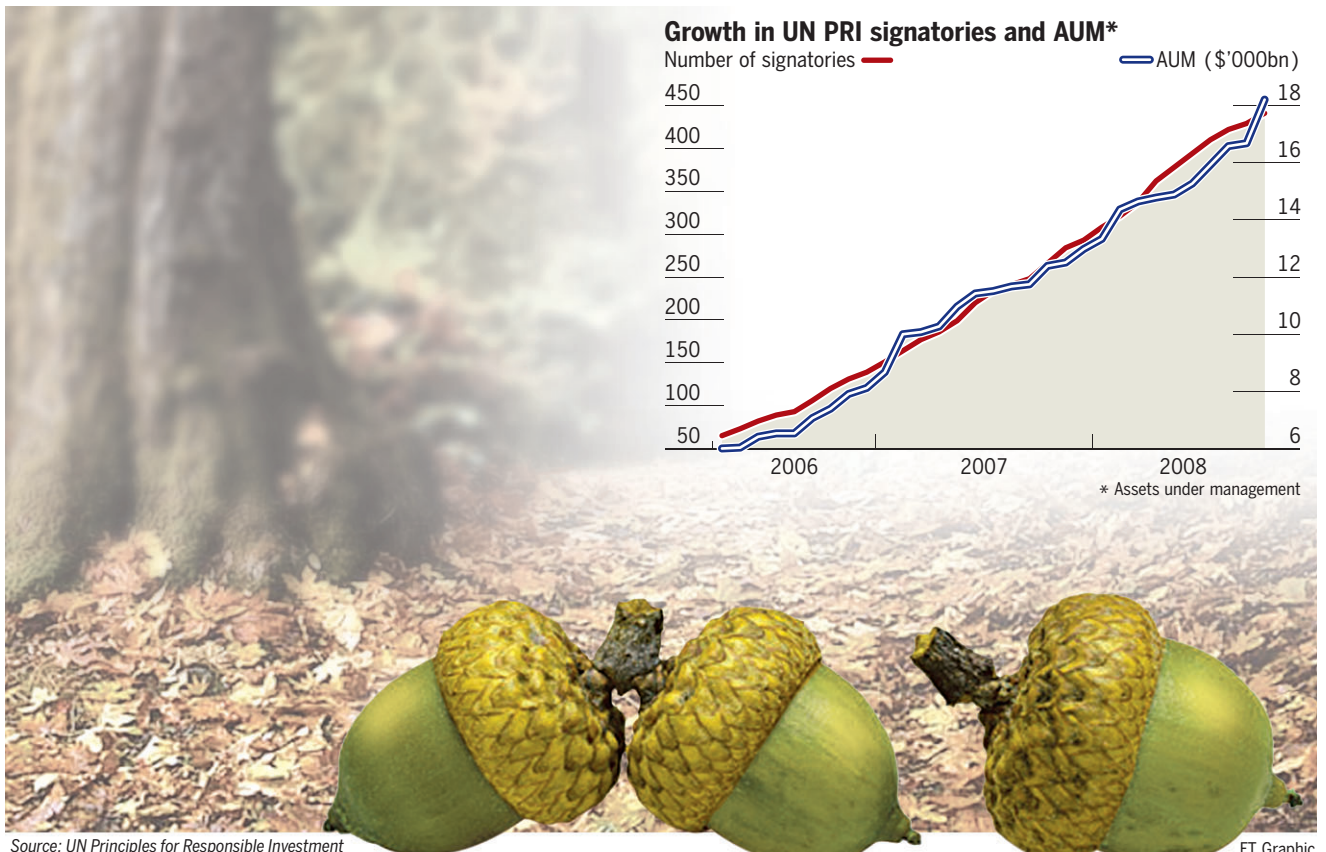 Growth in UN PRI signatories and AUM*
Number of signatories AUM ($'000bn)
450 18
400
350 16
300 14
250 12
200
150 10
100 8
50 6
2006 2007 2008
* Assets under management
Source: UN Principles for Responsible Investment
FT Graphic